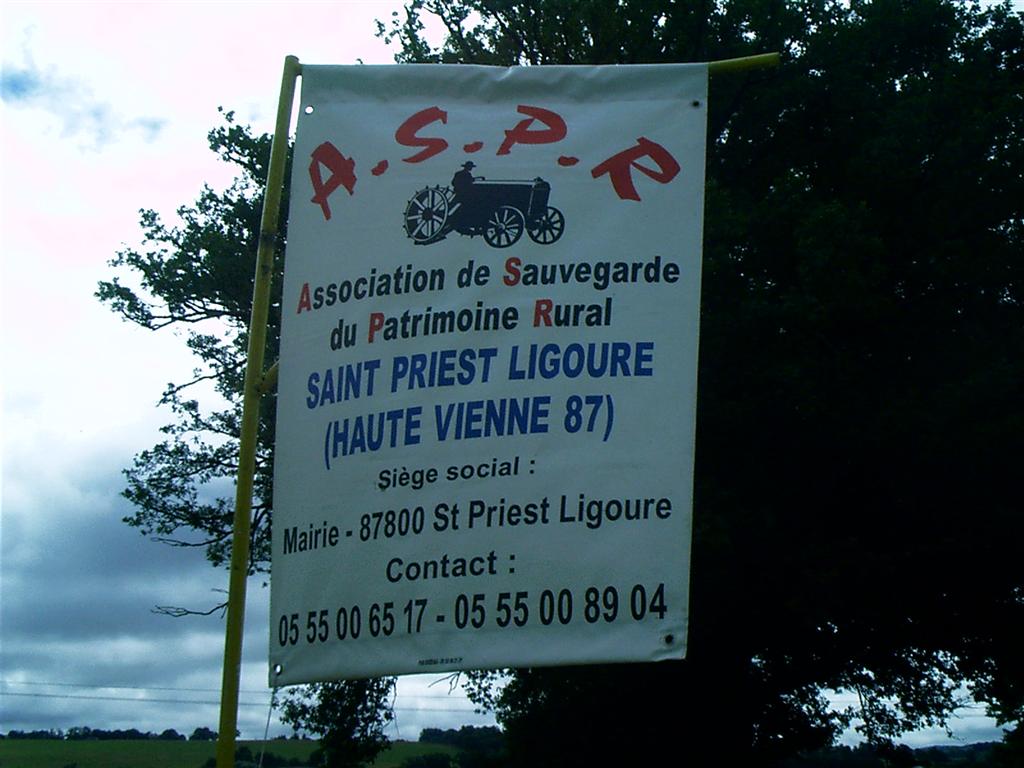 A.S.P.R
Association de Sauvegarde
du Patrimoine Rural
SAINT PRIEST LIGOURE
(HAUTE VIENNE 87)
Siège social :
Mairie - 87800 St Priest Ligoure
Contact :
05 55 00 65 17 - 05 55 00 89 04